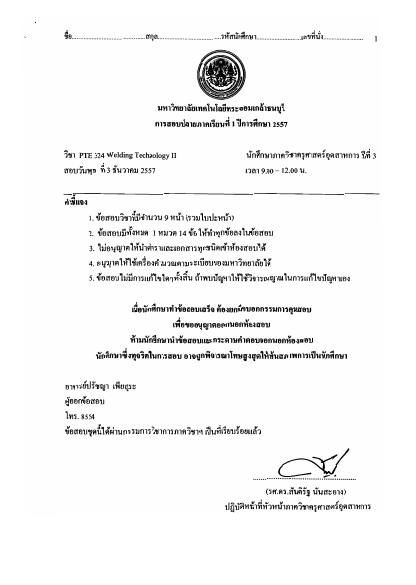 ชื่อ..............................สกุล..............................รหัสนักศึกษา....................เลขที่นั่ง.................... 1
มหาวิทยาลัยเทคโนโลยีพระจอมเกล้าธนบุรี
การสอบปลายภาคเรียนที่ 1 ปีการศึกษา 2557
วิชา PTE 324 Welding Technology II นักศึกษาภาควิชาครุศาสตร์อุตสาหการ ปีที่ 3
สอบวันพุธ ที่ 3 ธันวาคม 2557 เวลา 9.00 – 12.00 น.
คำชี้แจง
1. ข้อสอบวิชานี้มีจำนวน 9 หน้า (รวมใบปะหน้า)
2. ข้อสอบมีทั้งหมด 1 หมวด 14 ข้อ ให้ทำทุกข้อลงในข้อสอบ
3. ไม่อนุญาตให้นำตำราและเอกสารทุกชนิดเข้าห้องสอบได้
4. อนุญาตให้ใช้เครื่องคำนวณตามระเบียบของมหาวิทยาลัยได้
5. ข้อสอบไม่มีการแก้ไขใดๆทั้งสิ้น ถ้าพบปัญหาให้ใช้วิจารณญาณในการแก้ไขปัญหาเอง
เมื่อนักศึกษาทำข้อสอบเสร็จ ต้องยกมือบอกกรรมการคุมสอบ
เพื่อขออนุญาตออกนอกห้องสอบ
ห้ามนักศึกษานำข้อสอบและกระดาษคำตอบออกนอกห้องสอบ
นักศึกษาซึ่งทุจริตในการสอบ อาจถูกพิจารณาโทษสูงสุดให้พ้นสภาพการเป็นนักศึกษา
อาจารย์ปรัชญา เพียสุระ
ผู้ออกข้อสอบ
โทร. 8554
ข้อสอบชุดนี้ได้ผ่านกรรมการวิชาการภาควิชาฯ เป็นที่เรียบร้อยแล้ว
(รศ.ดร.สันติรัฐ นันสะอาง)
ปฏิบัติหน้าที่หัวหน้าภาควิชาครุศาสตร์อุตสาหการ